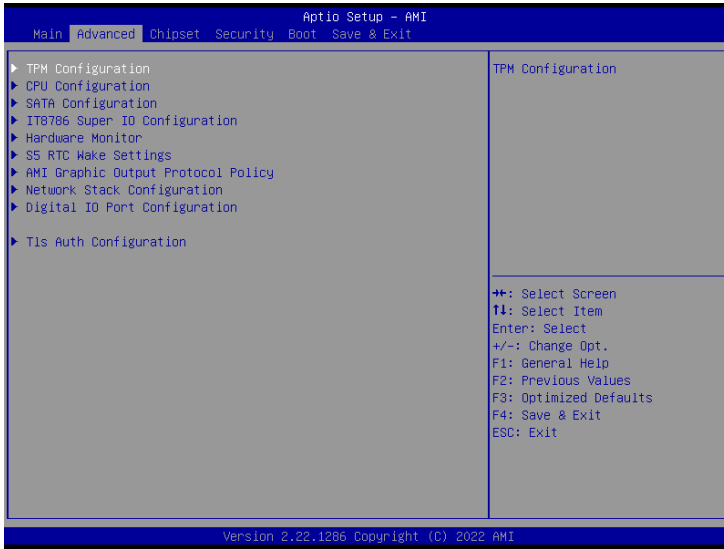 Aptio Setup – AMI
Main Advanced Chipset Security Boot Save & Exit
▶ TPM Configuration
▶ CPU Configuration
▶ SATA Configuration
▶ IT8786 Super IO Configuration
▶ Hardware Monitor
▶ S5 RTC Wake Settings
▶ AMI Graphic Output Protocol Policy
▶ Network Stack Configuration
▶ Digital IO Port Configuration
▶ Tls Auth Configuration
TPM Configuration
→←: Select Screen
↑↓: Select Item
Enter: Select
+/-: Change Opt.
F1: General Help
F2: Previous Values
F3: Optimized Defaults
F4: Save & Exit
ESC: Exit
Version 2.22.1286 Copyright (C) 2022 AMI